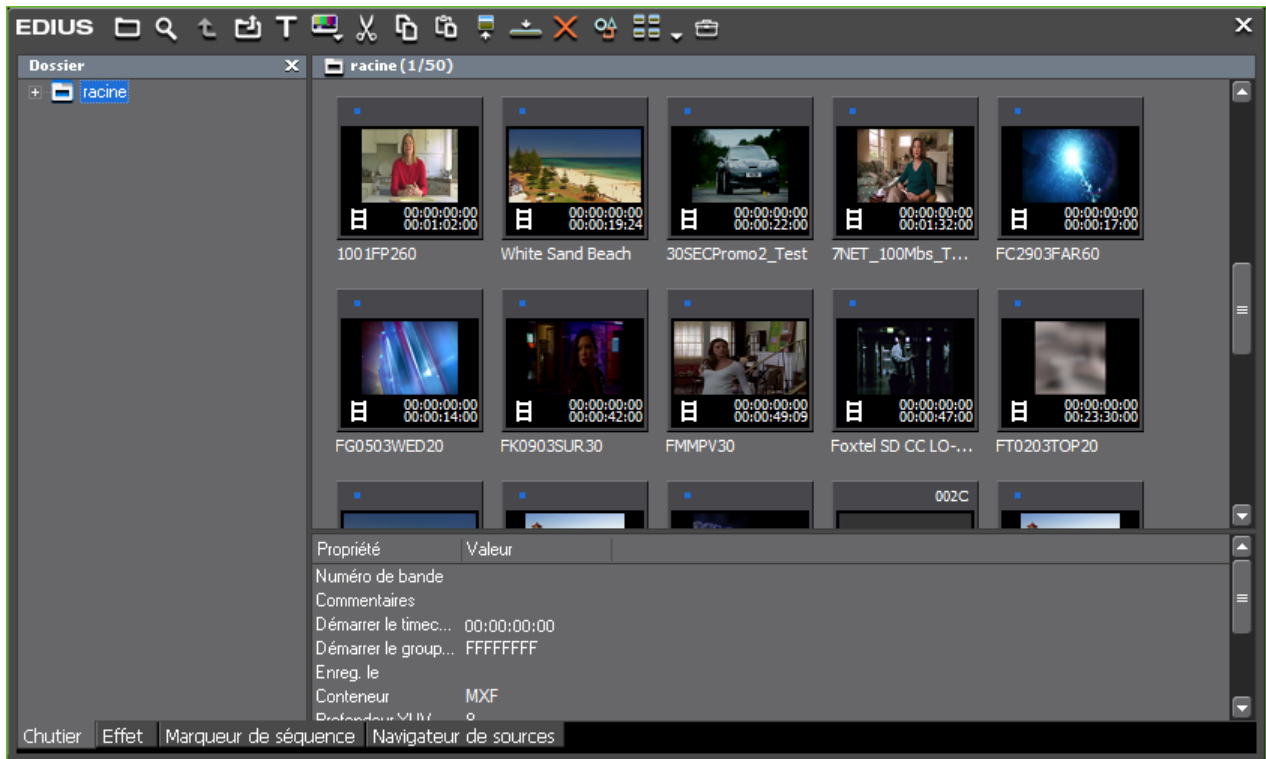 EDIUS
Dossier
racine (1/50)
racine
00:00:00:00
00:01:02:00
00:00:00:00
00:00:19:24
00:00:00:00
00:00:22:00
00:00:00:00
00:01:32:00
00:00:00:00
00:00:17:00
1001FP260
White Sand Beach
30SECPromo2_Test
7NET_100Mbs_T...
FC2903FAR60
00:00:00:00
00:00:14:00
00:00:00:00
00:00:42:00
00:00:00:00
00:00:49:09
00:00:00:00
00:00:47:00
00:00:00:00
00:23:30:00
FG0503WED20
FK0903SUR30
FMMPV30
Foxtel SD CC LO-...
FT0203TOP20
002C
Propriété Valeur
Numéro de bande
Commentaires
Démarrer le timec... 00:00:00:00
Démarrer le group... FFFFFFFF
Enreg. le
Conteneur MXF
Profondeur YUV 8
Chutier Effet Marqueur de séquence Navigateur de sources